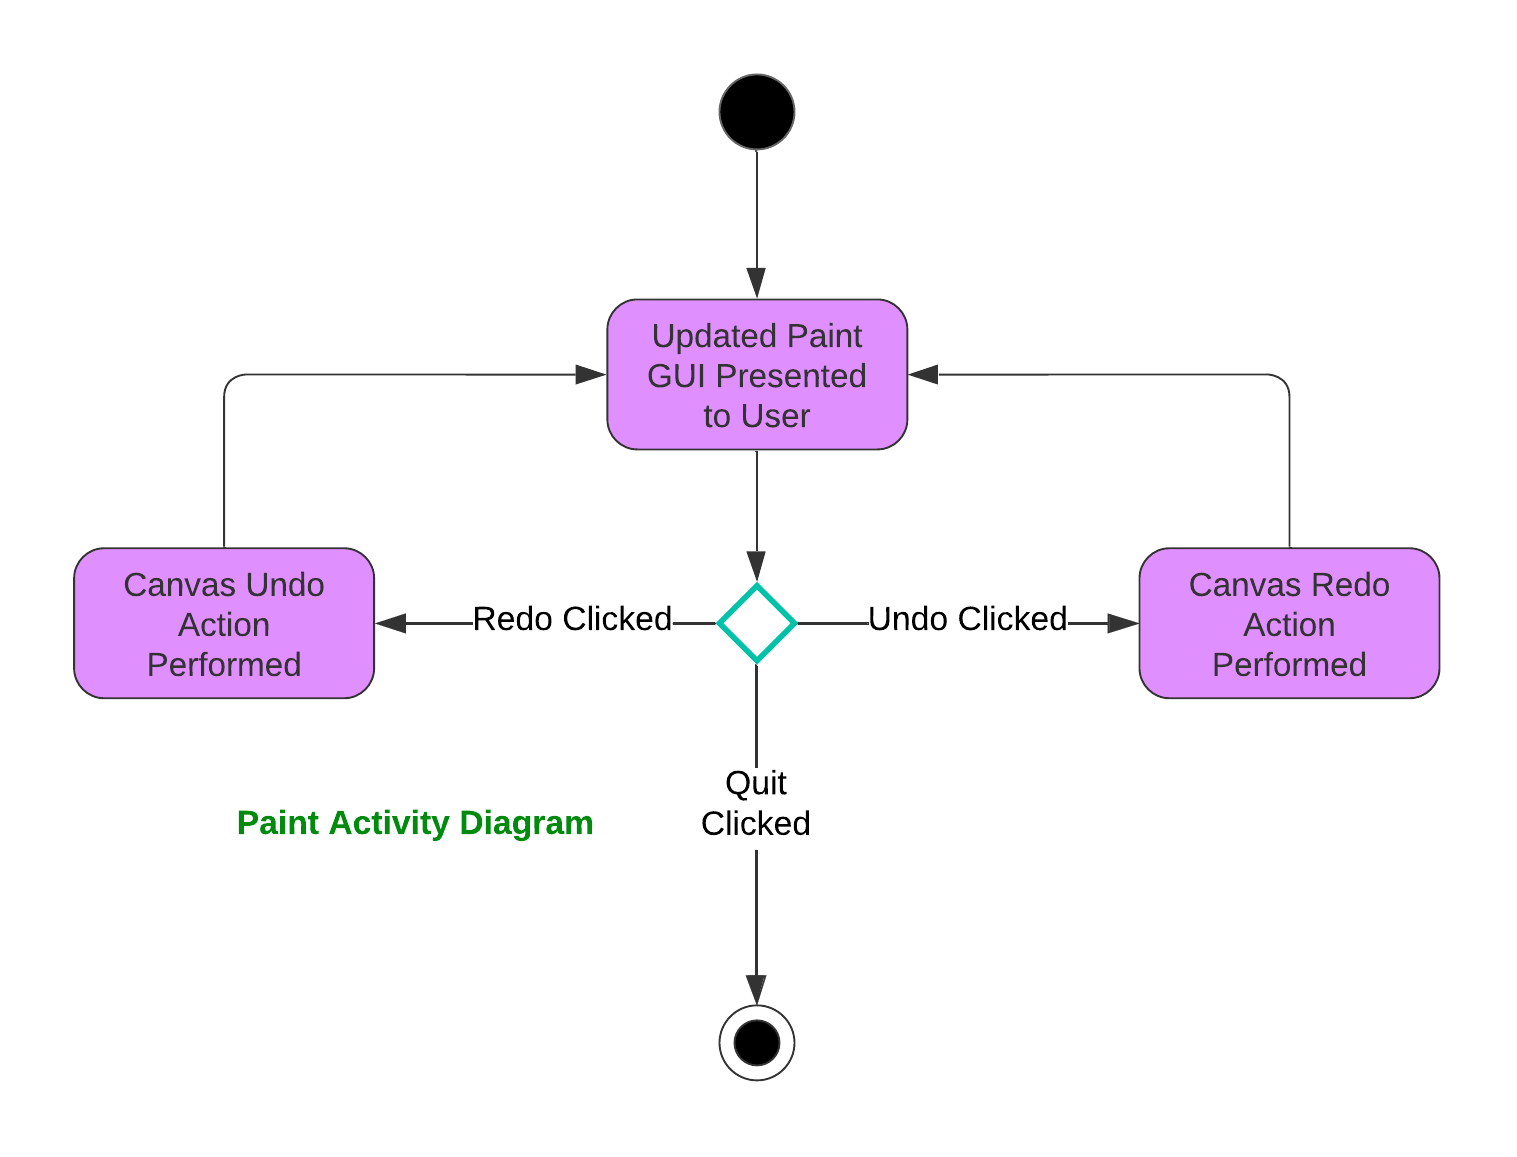 Updated Paint
GUI Presented
to User
Canvas Undo
Action
Performed
Redo Clicked
Undo Clicked
Canvas Redo
Action
Performed
Quit
Clicked
Paint Activity Diagram